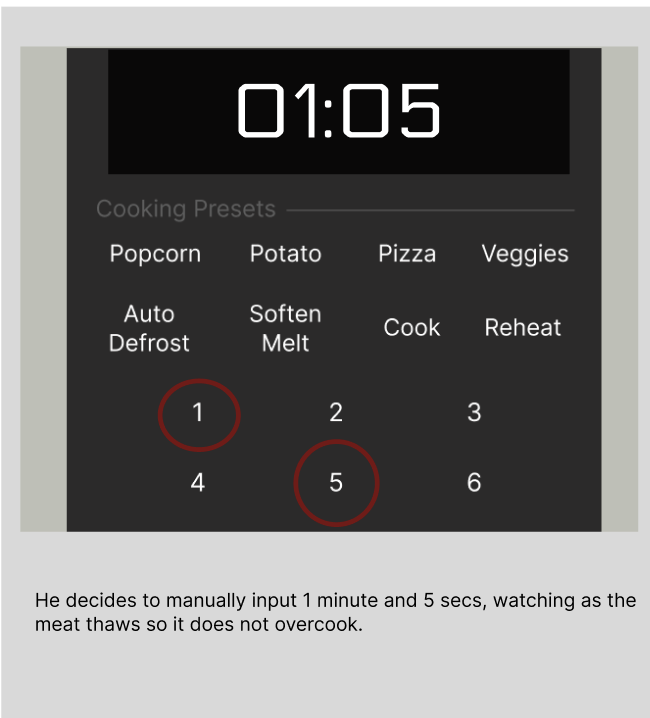 01:05
Cooking Presets
Popcorn Potato Pizza Veggies
Auto Defrost Soften Melt Cook Reheat
1 2 3
4 5 6
He decides to manually input 1 minute and 5 secs, watching as the
meat thaws so it does not overcook.